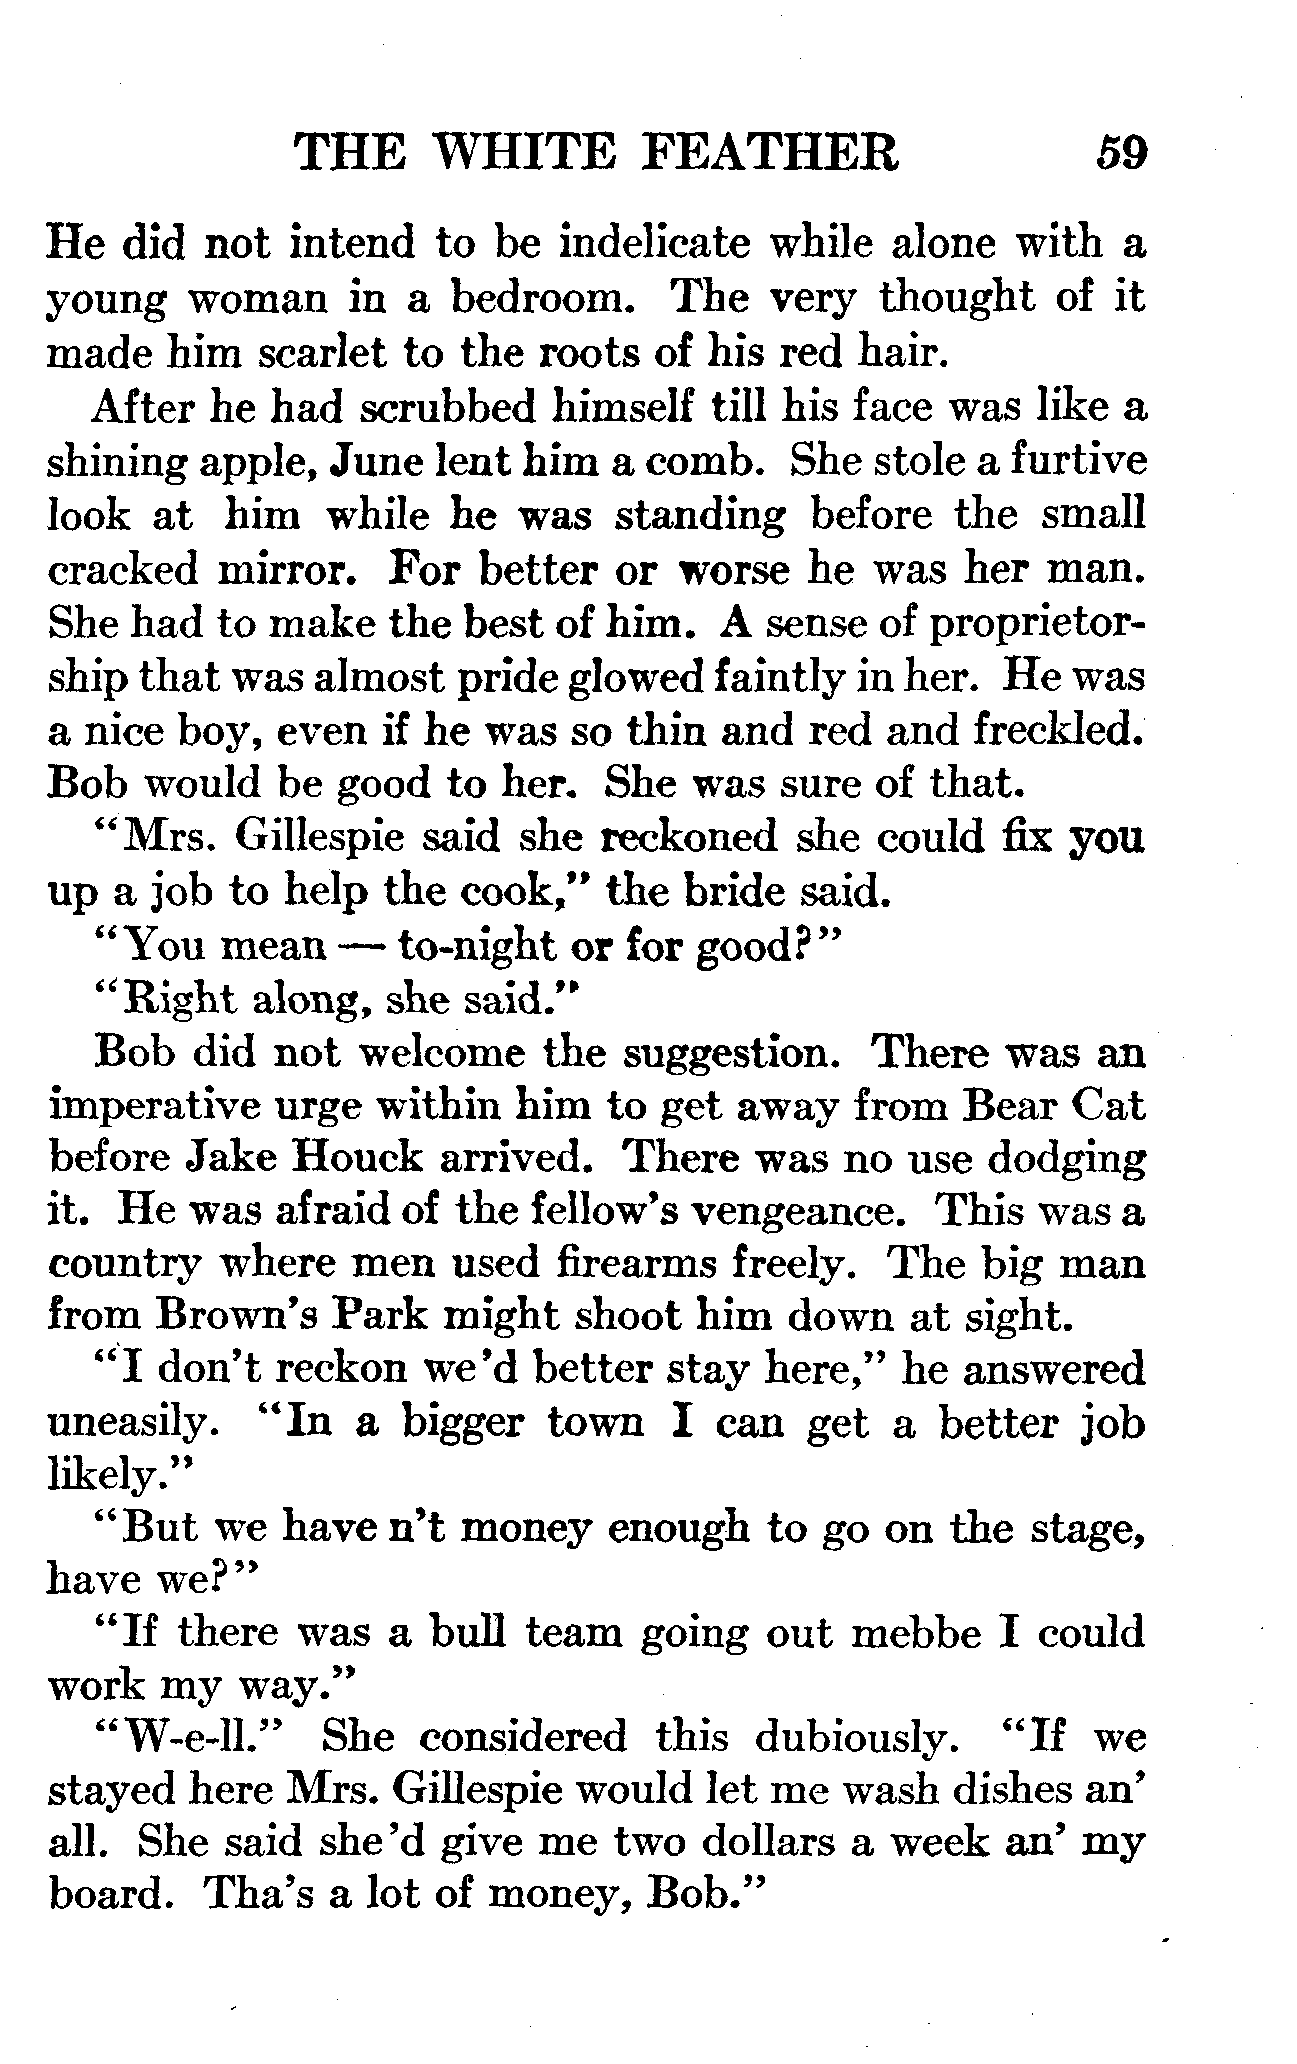 THE WHITE FEATHER 59
He did not intend to be indelicate while alone with a
young woman in a bedroom. The very thought of it
made him scarlet to the roots of his red hair.
After he had scrubbed himself till his face was like a
shining apple, June lent him a comb. She stole a furtive
look at him while he was standing before the small
cracked mirror. For better or worse he was her man.
She had to make the best of him. A sense of proprietor-
ship that was almost pride glowed faintly in her. He was
a nice boy, even if he was so thin and red and freckled.
Bob would be good to her. She was sure of that.
"Mrs. Gillespie said she reckoned she could fix you
up a job to help the cook," the bride said.
"You mean — to-night or for good?"
"Right along, she said."
Bob did not welcome the suggestion. There was an
imperative urge within him to get away from Bear Cat
before Jake Houck arrived. There was no use dodging
it. He was afraid of the fellow's vengeance. This was a
country where men used firearms freely. The big man
from Brown's Park might shoot him down at sight.
"I don't reckon we'd better stay here," he answered
uneasily. "In a bigger town I can get a better job
likely."
"But we have n't money enough to go on the stage,
have we?"
"If there was a bull team going out mebbe I could
work my way."
"W-e-ll." She considered this dubiously. "If we
stayed here Mrs. Gillespie would let me wash dishes an'
all. She said she'd give me two dollars a week an' my
board. Tha's a lot of money, Bob."